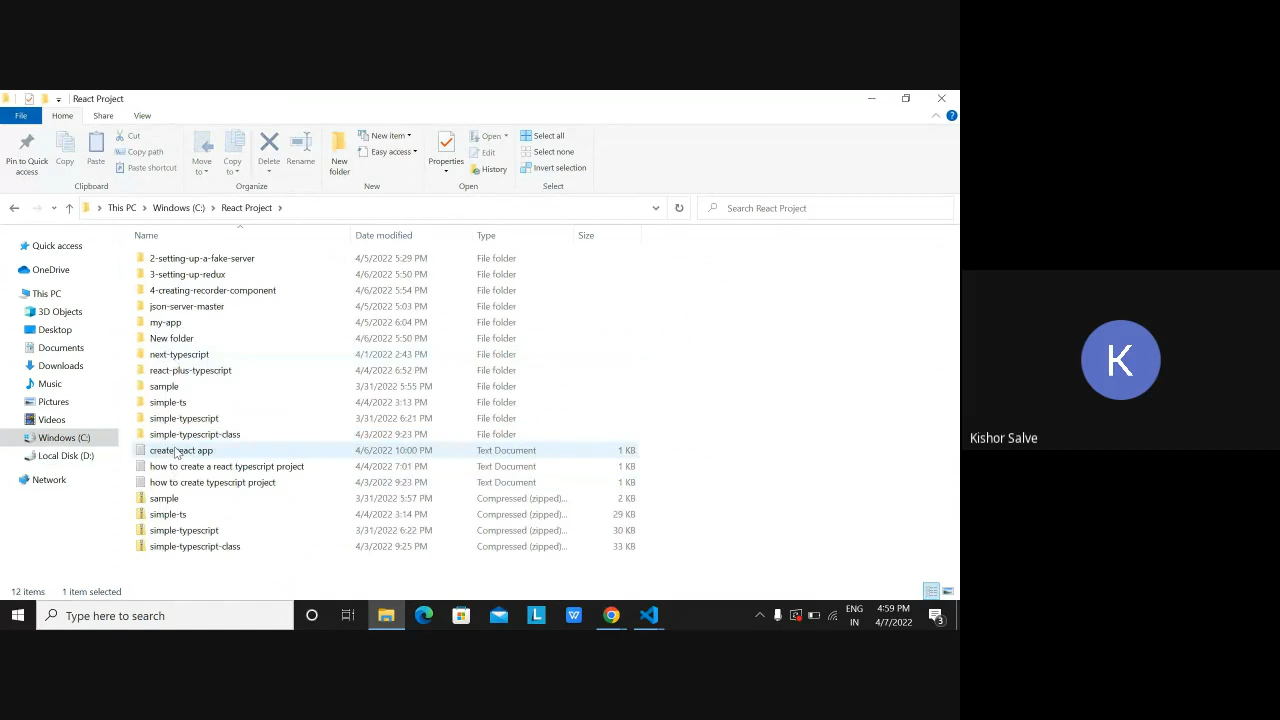 React Project
File
Home
Share
View
Pin to Quick access
Copy
Paste
Cut
Copy path
Paste shortcut
Clipboard
Move to
Copy to
Delete
Rename
Organize
New folder
New item
Easy access
New
Properties
Open
Edit
History
Open
Select all
Select none
Invert selection
Select
This PC
Windows (C:)
React Project
Search React Project
Name Date modified Type Size
Quick access
OneDrive
This PC
3D Objects
Desktop
Documents
Downloads
Music
Pictures
Videos
Windows (C:)
Local Disk (D:)
Network
2-setting-up-a-fake-server 4/5/2022 5:29 PM File folder
3-setting-up-redux 4/6/2022 5:50 PM File folder
4-creating-recorder-component 4/6/2022 5:54 PM File folder
json-server-master 4/5/2022 5:03 PM File folder
my-app 4/5/2022 6:04 PM File folder
New folder 4/6/2022 5:50 PM File folder
next-typescript 4/1/2022 2:43 PM File folder
react-plus-typescript 4/4/2022 6:52 PM File folder
sample 3/31/2022 5:55 PM File folder
simple-ts 4/4/2022 3:13 PM File folder
simple-typescript 3/31/2022 6:21 PM File folder
simple-typescript-class 4/3/2022 9:23 PM File folder
create react app 4/6/2022 10:00 PM Text Document 1 KB
how to create a react typescript project 4/4/2022 7:01 PM Text Document 1 KB
how to create typescript project 4/3/2022 9:23 PM Text Document 1 KB
sample 3/31/2022 5:57 PM Compressed (zipped)... 2 KB
simple-ts 4/4/2022 3:14 PM Compressed (zipped)... 29 KB
simple-typescript 3/31/2022 6:22 PM Compressed (zipped)... 30 KB
simple-typescript-class 4/3/2022 9:25 PM Compressed (zipped)... 33 KB
12 items 1 item selected
Type here to search
L
W
ENG
IN
4:59 PM
4/7/2022
3
K
Kishor Salve